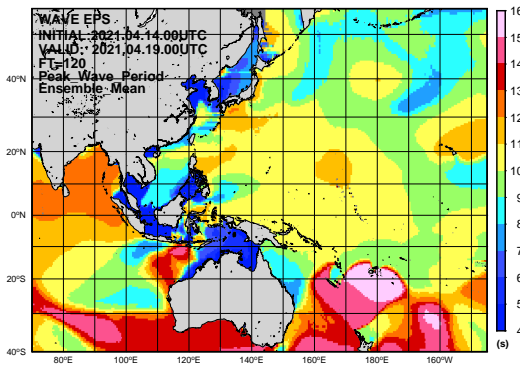 WAVE EPS
INITIAL:2021.04.14.00UTC
VALID: 2021.04.19.00UTC
FT=120
Peak Wave Period
Ensemble Mean
40°N
20°N
0°N
20°S
40°S
80°E 100°E 120°E 140°E 160°E 180°E 160°W
16
15
14
13
12
11
10
9
8
7
6
5
4
(s)